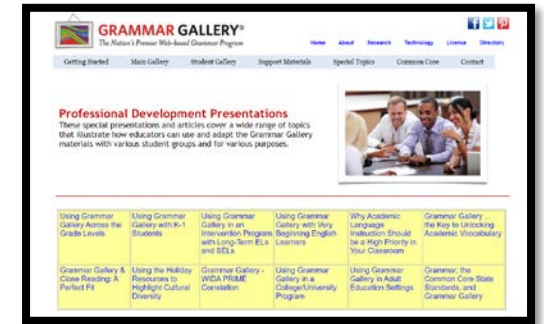 GRAMMAR GALLERY®
The Nation's Premier Web-based Grammar Program
Home About Research Technology License Directory
Getting Started Main Gallery Student Gallery Support Materials Special Topics Common Core Contact
Professional Development Presentations
These special presentations and articles cover a wide range of topics
that illustrate how educators can use and adapt the Grammar Gallery
materials with various student groups and for various purposes.
Using Grammar
Gallery Across the
Grade Levels
Using Grammar
Gallery with K-1
Students
Using Grammar
Gallery in an
Intervention Program
with Long-Term ELs
and SELs
Using Grammar
Gallery with Very
Beginning English
Learners
Why Academic
Language
Instruction Should
be a High Priority in
Your Classroom
Grammar Gallery ...
the Key to Unlocking
Academic Vocabulary
Grammar Gallery &
Close Reading: A
Perfect Fit
Using the Holiday
Resources to
Highlight Cultural
Diversity
Grammar Gallery -
WIDA PRIME
Correlation
Using Grammar
Gallery in a
College/University
Program
Using Grammar
Gallery in Adult
Education Settings
Grammar, the
Common Core State
Standards, and
Grammar Gallery